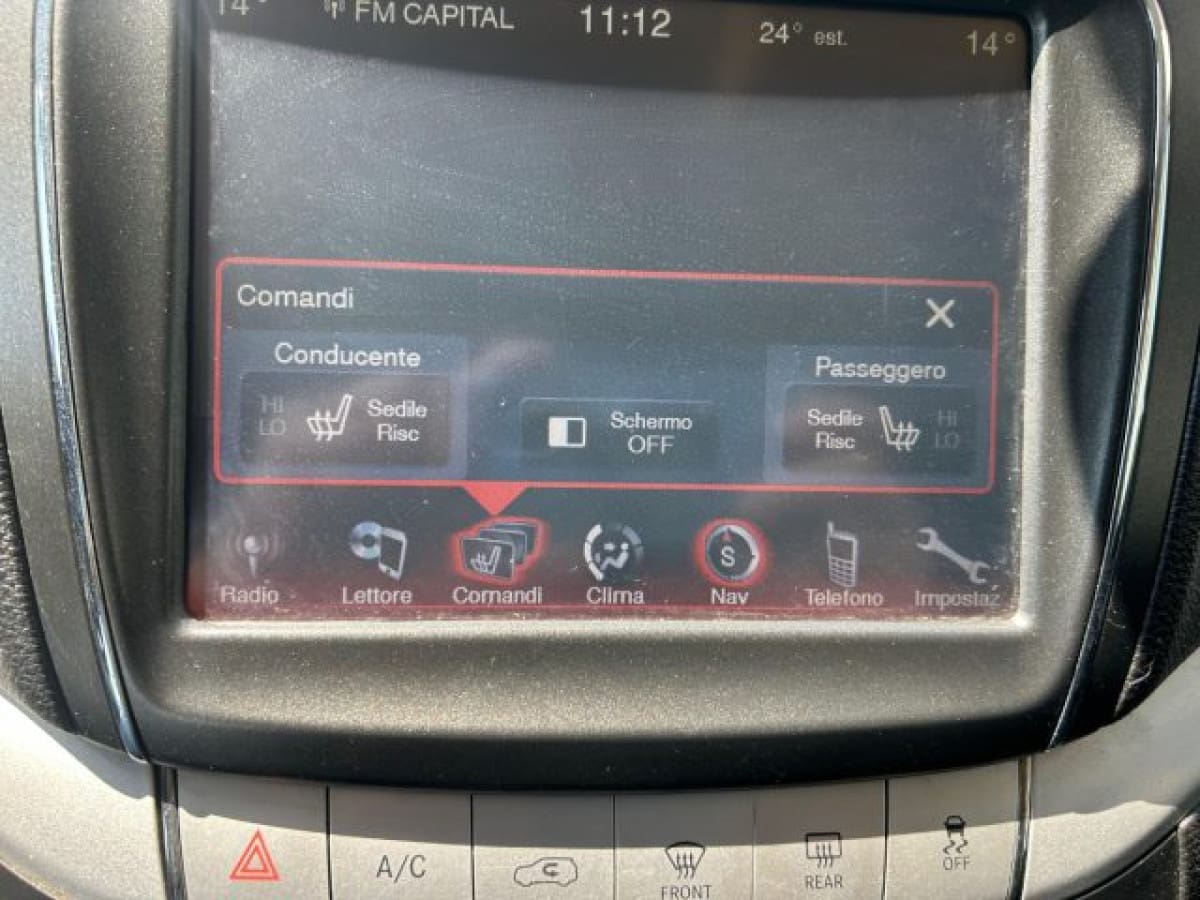 14°
FM CAPITAL
11:12
24° est.
14°
Comandi
Conducente
HI
LO
Sedile
Risc
Schermo
OFF
Passeggero
Sedile
Risc
HI
LO
Radio
Lettore
Comandi
Clima
S
Nav
Telefono
Impostaz
A/C
FRONT
REAR
OFF